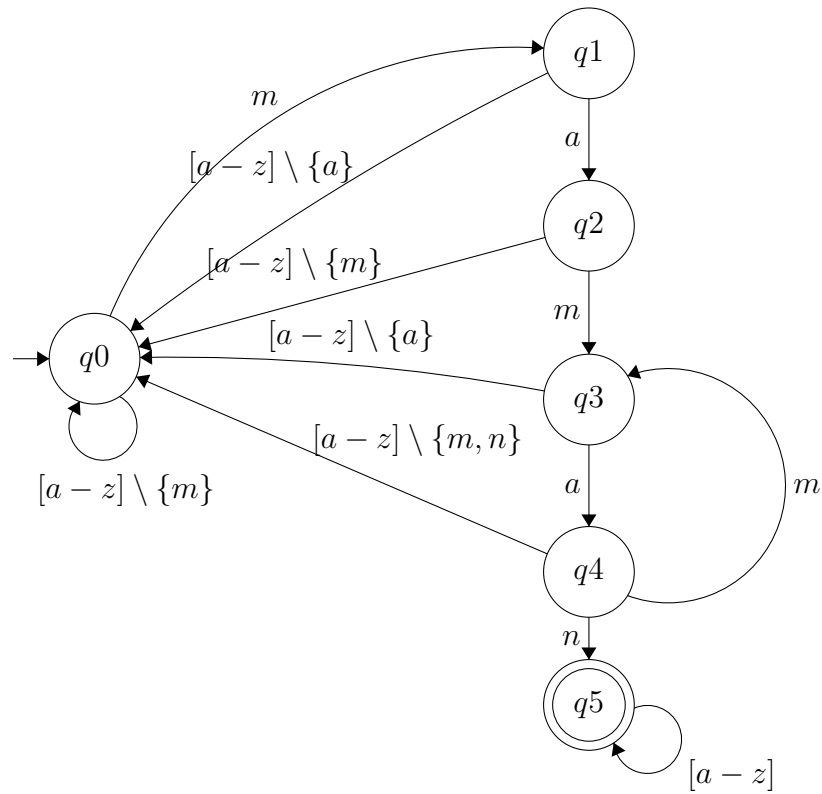 q1
m
a
[a − z] \ {a}
q2
[a − z] \ {m}
m
[a − z] \ {a}
q0
q3
[a − z] \ {m, n}
a
m
[a − z] \ {m}
q4
n
q5
[a − z]